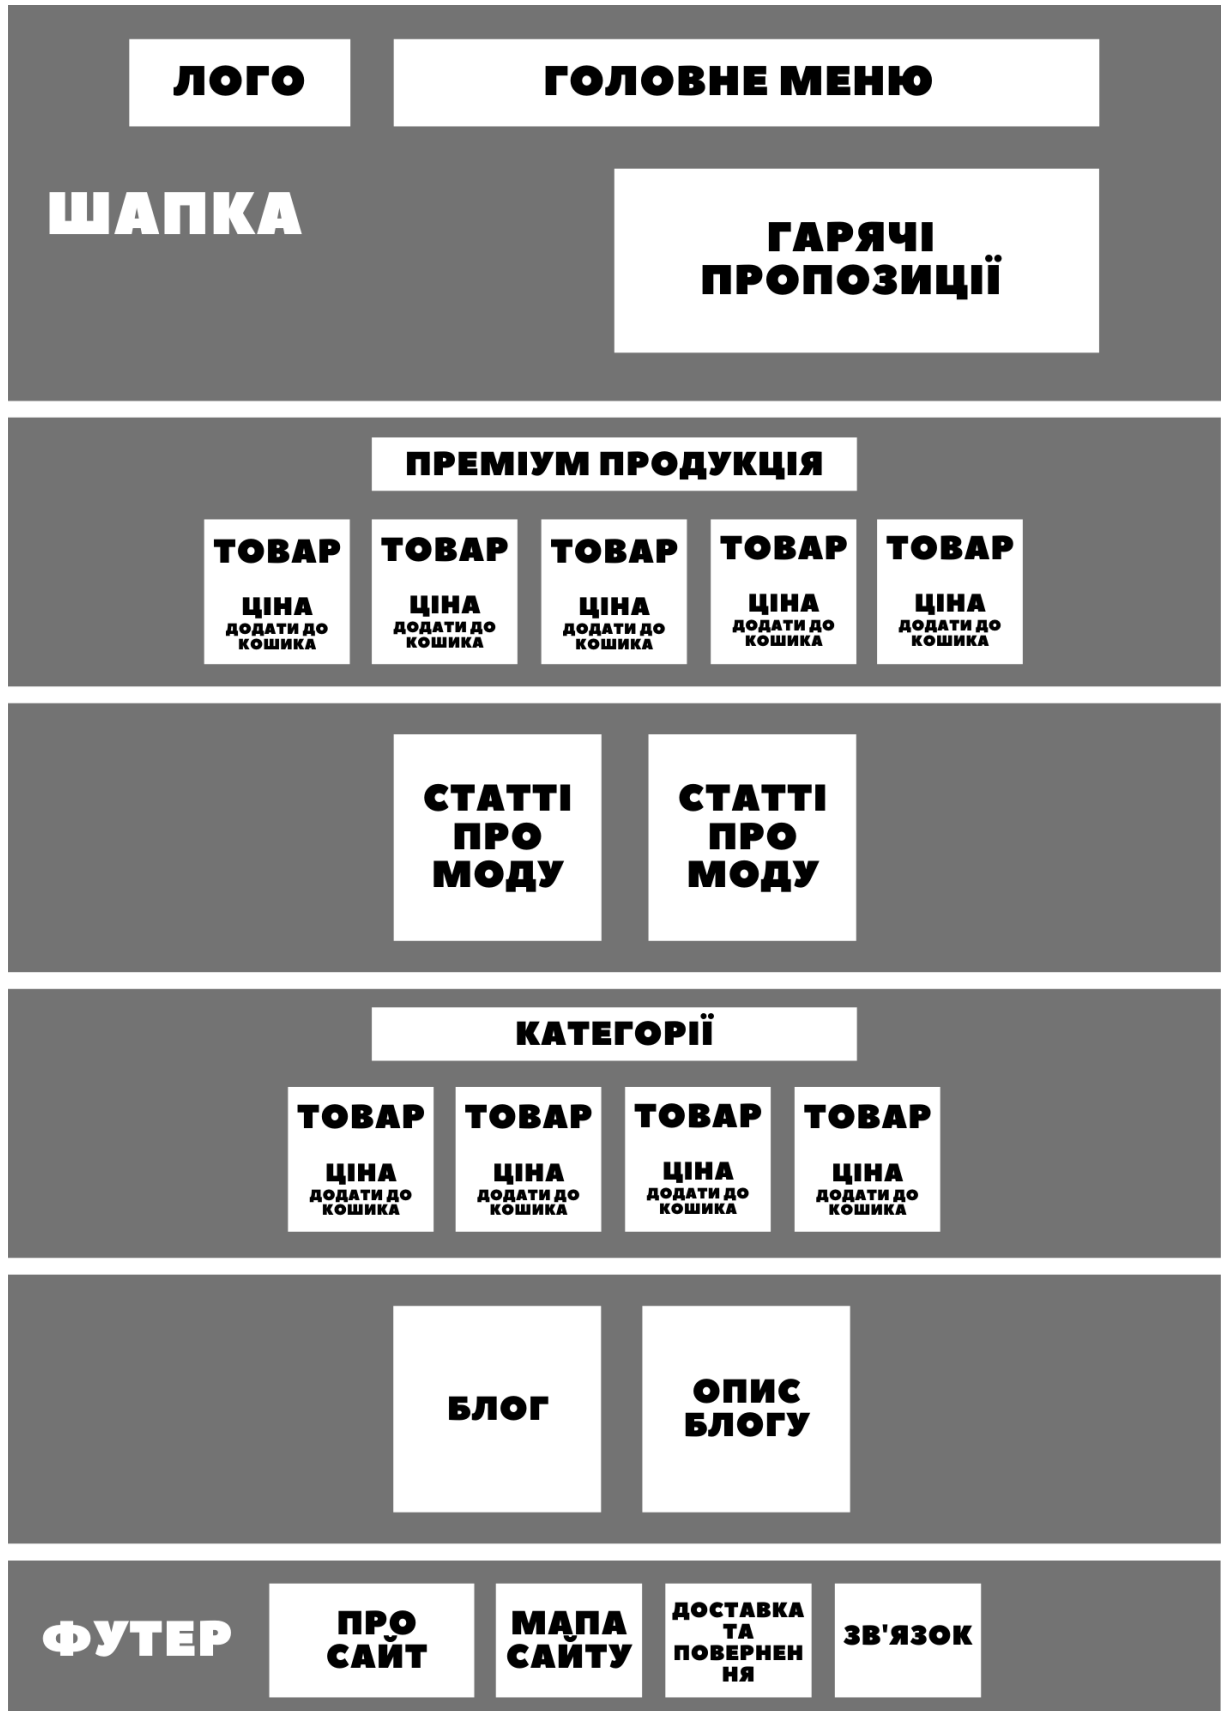 ЛОГО
ГОЛОВНЕ МЕНЮ
ШАПКА
ГАРЯЧІ
ПРОПОЗИЦІЇ
ПРЕМІУМ ПРОДУКЦІЯ
ТОВАР
ЦІНА
ДОДАТИ ДО
КОШИКА
ТОВАР
ЦІНА
ДОДАТИ ДО
КОШИКА
ТОВАР
ЦІНА
ДОДАТИ ДО
КОШИКА
ТОВАР
ЦІНА
ДОДАТИ ДО
КОШИКА
ТОВАР
ЦІНА
ДОДАТИ ДО
КОШИКА
СТАТТІ
ПРО
МОДУ
СТАТТІ
ПРО
МОДУ
КАТЕГОРІЇ
ТОВАР
ЦІНА
ДОДАТИ ДО
КОШИКА
ТОВАР
ЦІНА
ДОДАТИ ДО
КОШИКА
ТОВАР
ЦІНА
ДОДАТИ ДО
КОШИКА
ТОВАР
ЦІНА
ДОДАТИ ДО
КОШИКА
БЛОГ
ОПИС
БЛОГУ
ФУТЕР
ПРО
САЙТ
МАПА
САЙТУ
ДОСТАВКА
ТА
ПОВЕРНЕН
НЯ
ЗВ'ЯЗОК